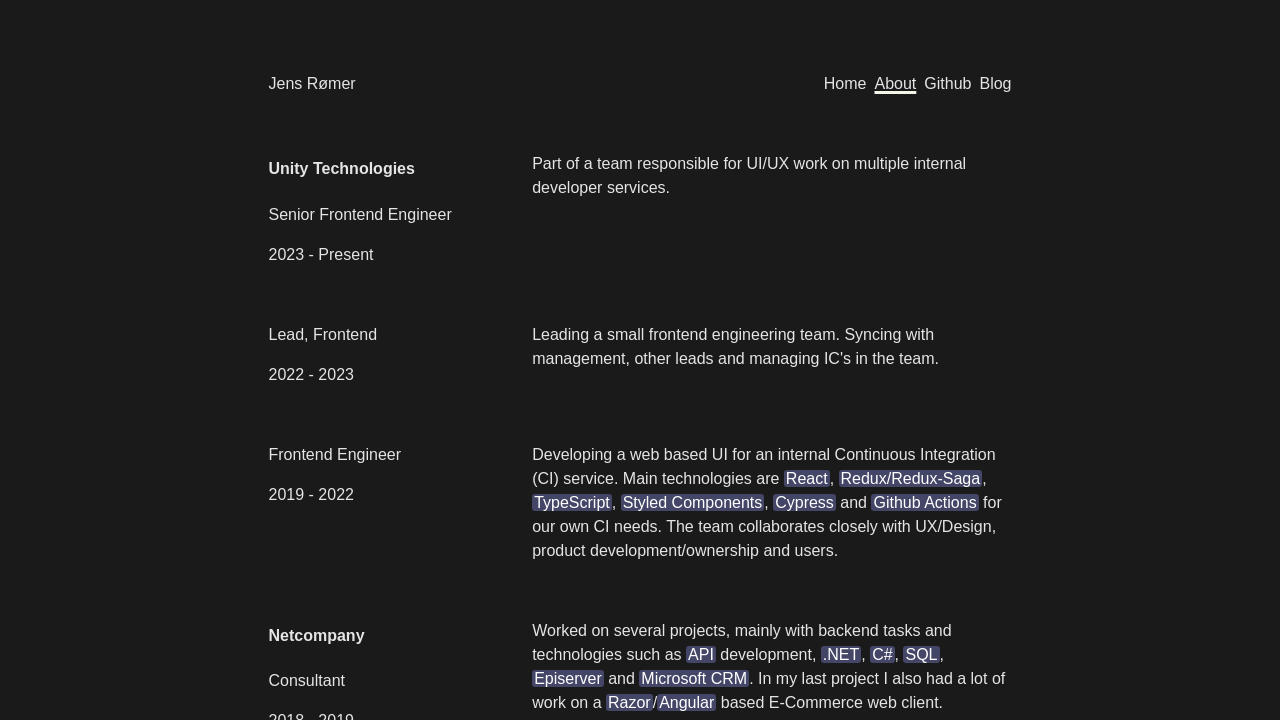 Jens Rømer
Home About Github Blog
Unity Technologies
Senior Frontend Engineer
2023 - Present
Part of a team responsible for UI/UX work on multiple internal
developer services.
Lead, Frontend
2022 - 2023
Leading a small frontend engineering team. Syncing with
management, other leads and managing IC's in the team.
Frontend Engineer
2019 - 2022
Developing a web based UI for an internal Continuous Integration
(CI) service. Main technologies are React, Redux/Redux-Saga,
TypeScript, Styled Components, Cypress and Github Actions for
our own CI needs. The team collaborates closely with UX/Design,
product development/ownership and users.
Netcompany
Consultant
2018 - 2019
Worked on several projects, mainly with backend tasks and
technologies such as API development, .NET, C#, SQL,
Episerver and Microsoft CRM. In my last project I also had a lot of
work on a Razor/Angular based E-Commerce web client.